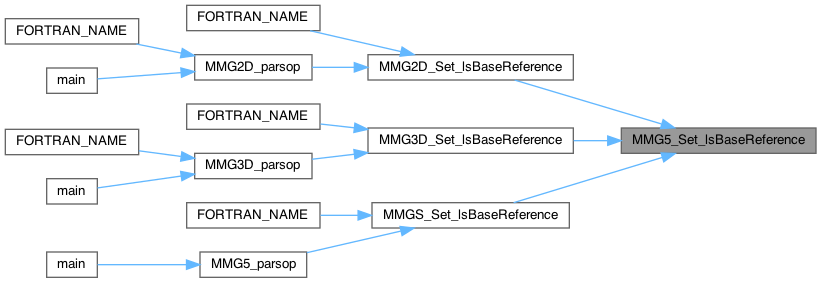 FORTRAN_NAME
FORTRAN_NAME
MMG2D_parsop
MMG2D_Set_lsBaseReference
main
FORTRAN_NAME
FORTRAN_NAME
MMG3D_Set_lsBaseReference
MMG5_Set_lsBaseReference
MMG3D_parsop
main
FORTRAN_NAME
MMGS_Set_lsBaseReference
main
MMG5_parsop